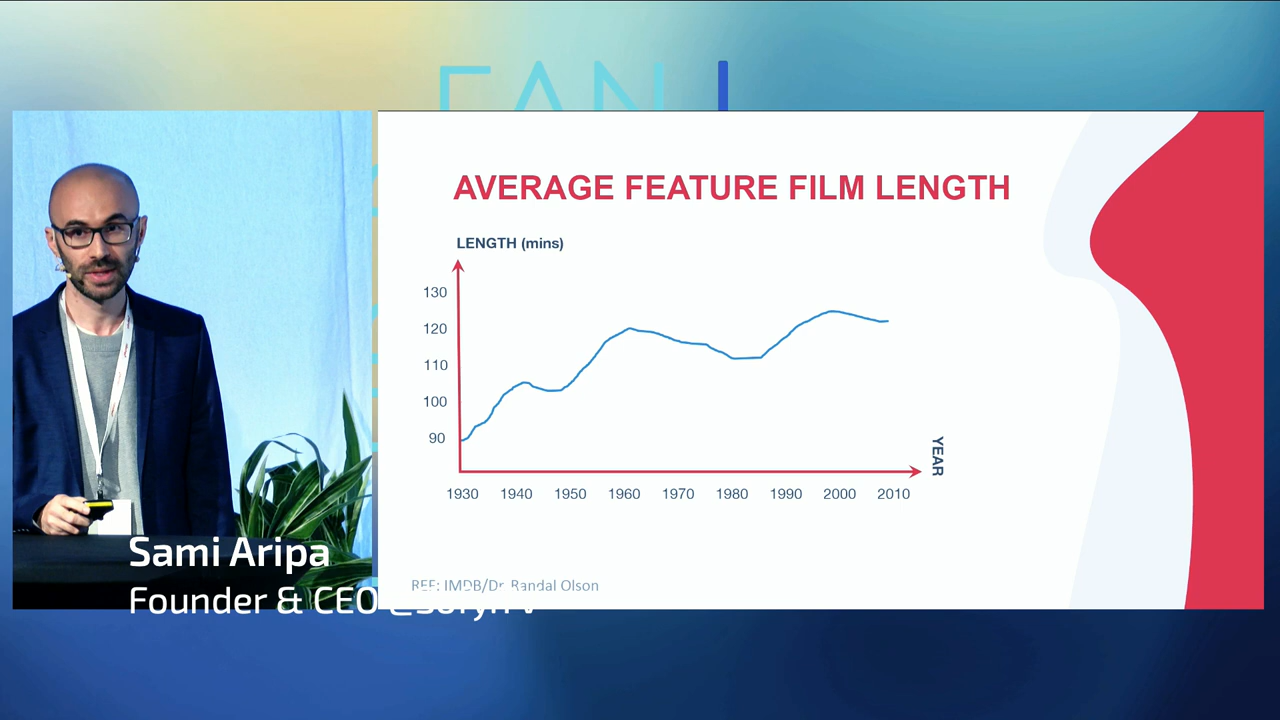 AVERAGE FEATURE FILM LENGTH
LENGTH (mins)
130
120
110
100
90
YEAR
1930 1940 1950 1960 1970 1980 1990 2000 2010
REF: IMDB/Dr. Randal Olson
Sami Aripa
Founder & CEO